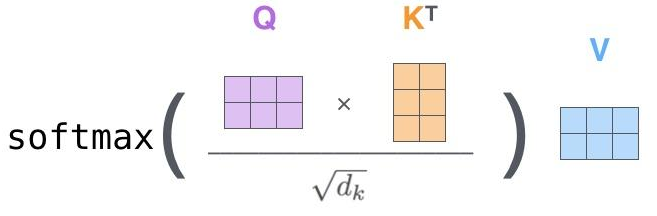 Q K^T
V
softmax( × )
√d_k